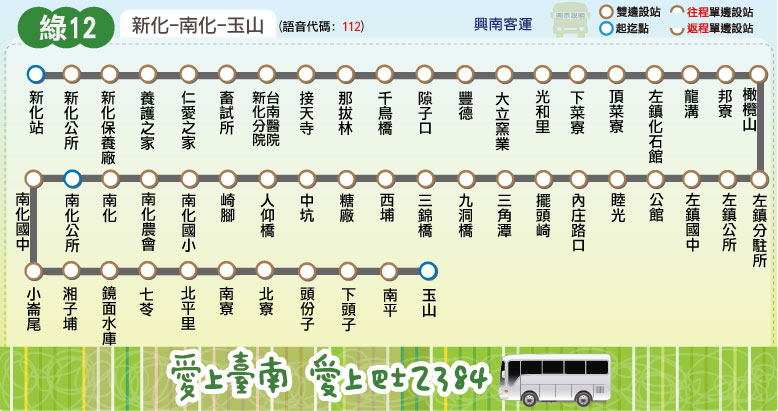 綠12
新化-南化-玉山
(語音代碼: 112)
興南客運
雙邊設站
往程單邊設站
起迄點
返程單邊設站
新化站
新化公所
新化保養廠
養護之家
仁愛之家
畜試所
台南醫院新化分院
接天寺
那拔林
千鳥橋
隙子口
豐德
大立窯業
光和里
下菜寮
頂菜寮
左鎮化石館
龍溝
邦寮
橄欖山
南化國中
南化公所
南化
南化農會
南化國小
崎腳
人仰橋
中坑
糖廠
西埔
三錦橋
九洞橋
三角潭
擺頭崎
內庄路口
睦光
公館
左鎮國中
左鎮公所
左鎮分駐所
小崙尾
湘子埔
鏡面水庫
七苓
北平里
南寮
北寮
頭份子
下頭子
南平
玉山
愛上臺南 愛上巴士2384